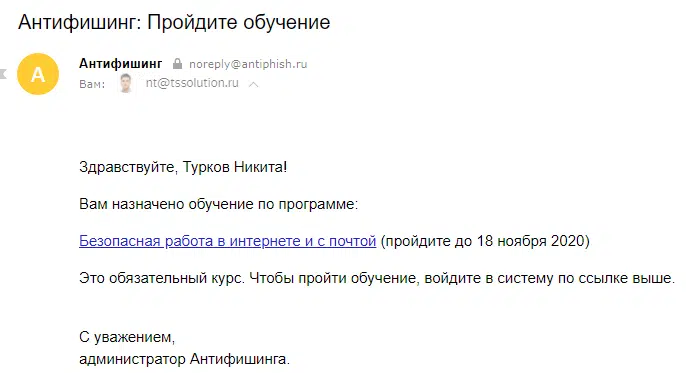 Антифишинг: Пройдите обучение
А
Антифишинг noreply@antiphish.ru
Вам: nt@tssolution.ru
Здравствуйте, Турков Никита!
Вам назначено обучение по программе:
Безопасная работа в интернете и с почтой (пройдите до 18 ноября 2020)
Это обязательный курс. Чтобы пройти обучение, войдите в систему по ссылке выше.
С уважением,
администратор Антифишинга.